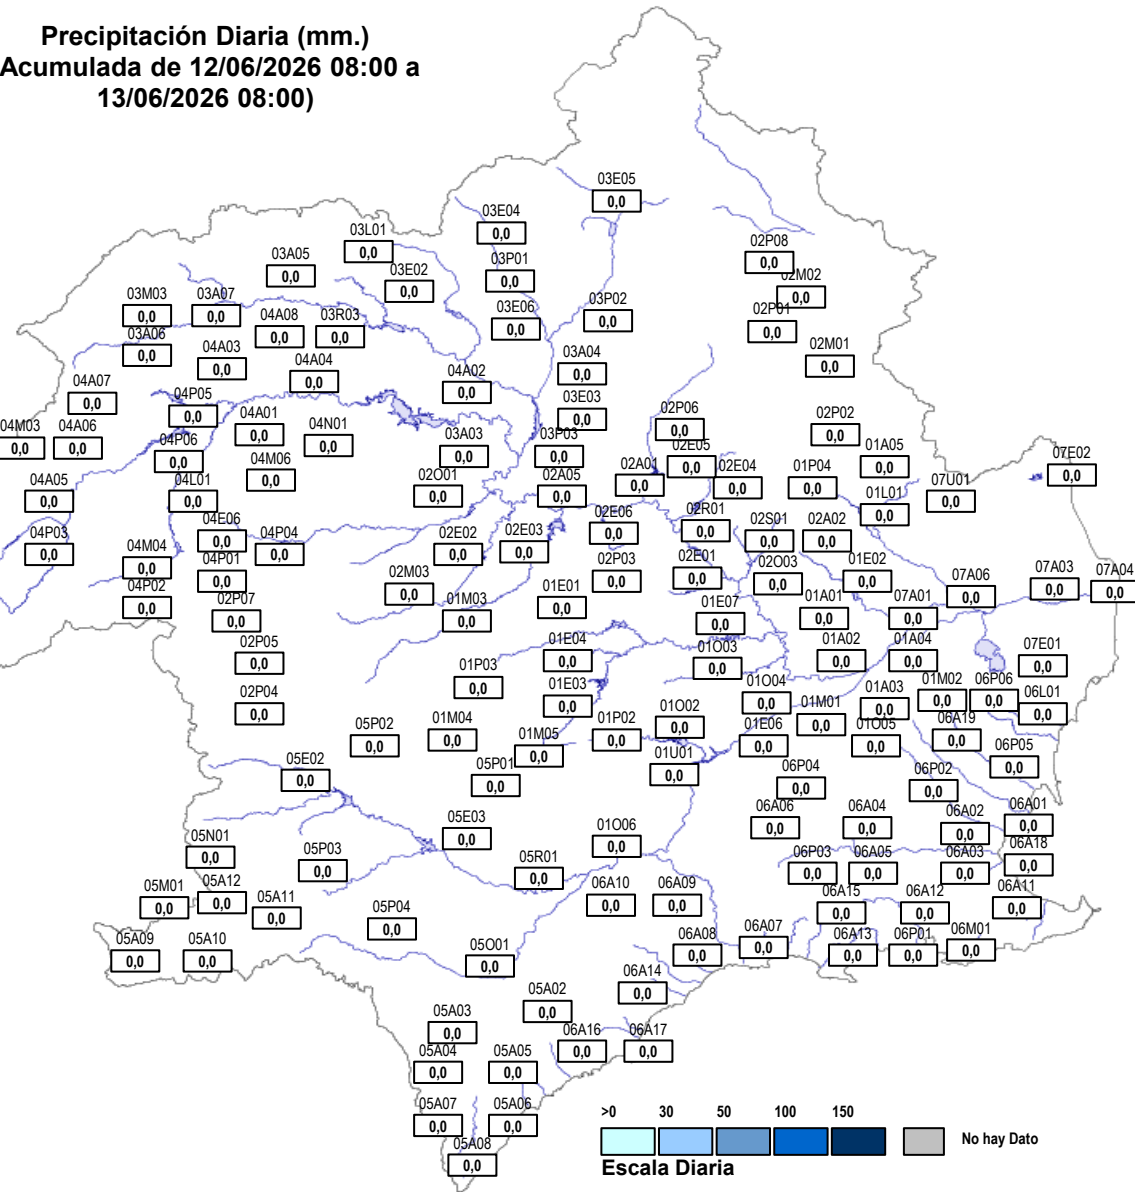 Precipitación Diaria (mm.)
Acumulada de 12/06/2026 08:00 a
13/06/2026 08:00)
03E05
0,0
03E04
0,0
03L01
0,0
02P08
0,0
03A05
0,0
03P01
0,0
03E02
0,0
02M02
0,0
03M03
0,0
03A07
0,0
03P02
0,0
04A08
0,0
03R03
0,0
03E06
0,0
02P01
0,0
03A06
0,0
04A03
0,0
02M01
0,0
03A04
0,0
04A04
0,0
04A02
0,0
04A07
0,0
04P05
0,0
03E03
0,0
02P06
0,0
02P02
0,0
04A01
0,0
04M03
0,0
04A06
0,0
04N01
0,0
03A03
0,0
03P03
0,0
04P06
0,0
02E05
0,0
01A05
0,0
07E02
0,0
04M06
0,0
02A01
0,0
02E04
0,0
01P04
0,0
04A05
0,0
04L01
0,0
02O01
0,0
02A05
0,0
07U01
0,0
01L01
0,0
04E06
0,0
02E06
0,0
02R01
0,0
02S01
0,0
02A02
0,0
04P03
0,0
04P04
0,0
02E02
0,0
02E03
0,0
04M04
0,0
04P01
0,0
02P03
0,0
02E01
0,0
02O03
0,0
01E02
0,0
07A03
0,0
07A04
0,0
02M03
0,0
07A06
0,0
04P02
0,0
01E01
0,0
02P07
0,0
01M03
0,0
01E07
0,0
01A01
0,0
07A01
0,0
02P05
0,0
01E04
0,0
01O03
0,0
01A02
0,0
01A04
0,0
07E01
0,0
01P03
0,0
02P04
0,0
01E03
0,0
01O04
0,0
01A03
0,0
01M02
0,0
06P06
0,0
06L01
0,0
01O02
0,0
01M01
0,0
05P02
0,0
01M04
0,0
01P02
0,0
01E06
0,0
01O05
0,0
06A19
0,0
01M05
0,0
06P05
0,0
05E02
0,0
05P01
0,0
01U01
0,0
06P04
0,0
06P02
0,0
06A06
0,0
06A04
0,0
06A02
0,0
06A01
0,0
05E03
0,0
01O06
0,0
05N01
0,0
05P03
0,0
05R01
0,0
06P03
0,0
06A05
0,0
06A03
0,0
06A18
0,0
05M01
0,0
05A12
0,0
05A11
0,0
06A10
0,0
06A09
0,0
06A15
0,0
06A12
0,0
06A11
0,0
05P04
0,0
05A09
0,0
05A10
0,0
05O01
0,0
06A08
0,0
06A07
0,0
06A13
0,0
06P01
0,0
06M01
0,0
06A14
0,0
05A02
0,0
05A03
0,0
06A16
0,0
06A17
0,0
05A04
0,0
05A05
0,0
05A07
0,0
05A06
0,0
05A08
0,0
>0 30 50 100 150
No hay Dato
Escala Diaria